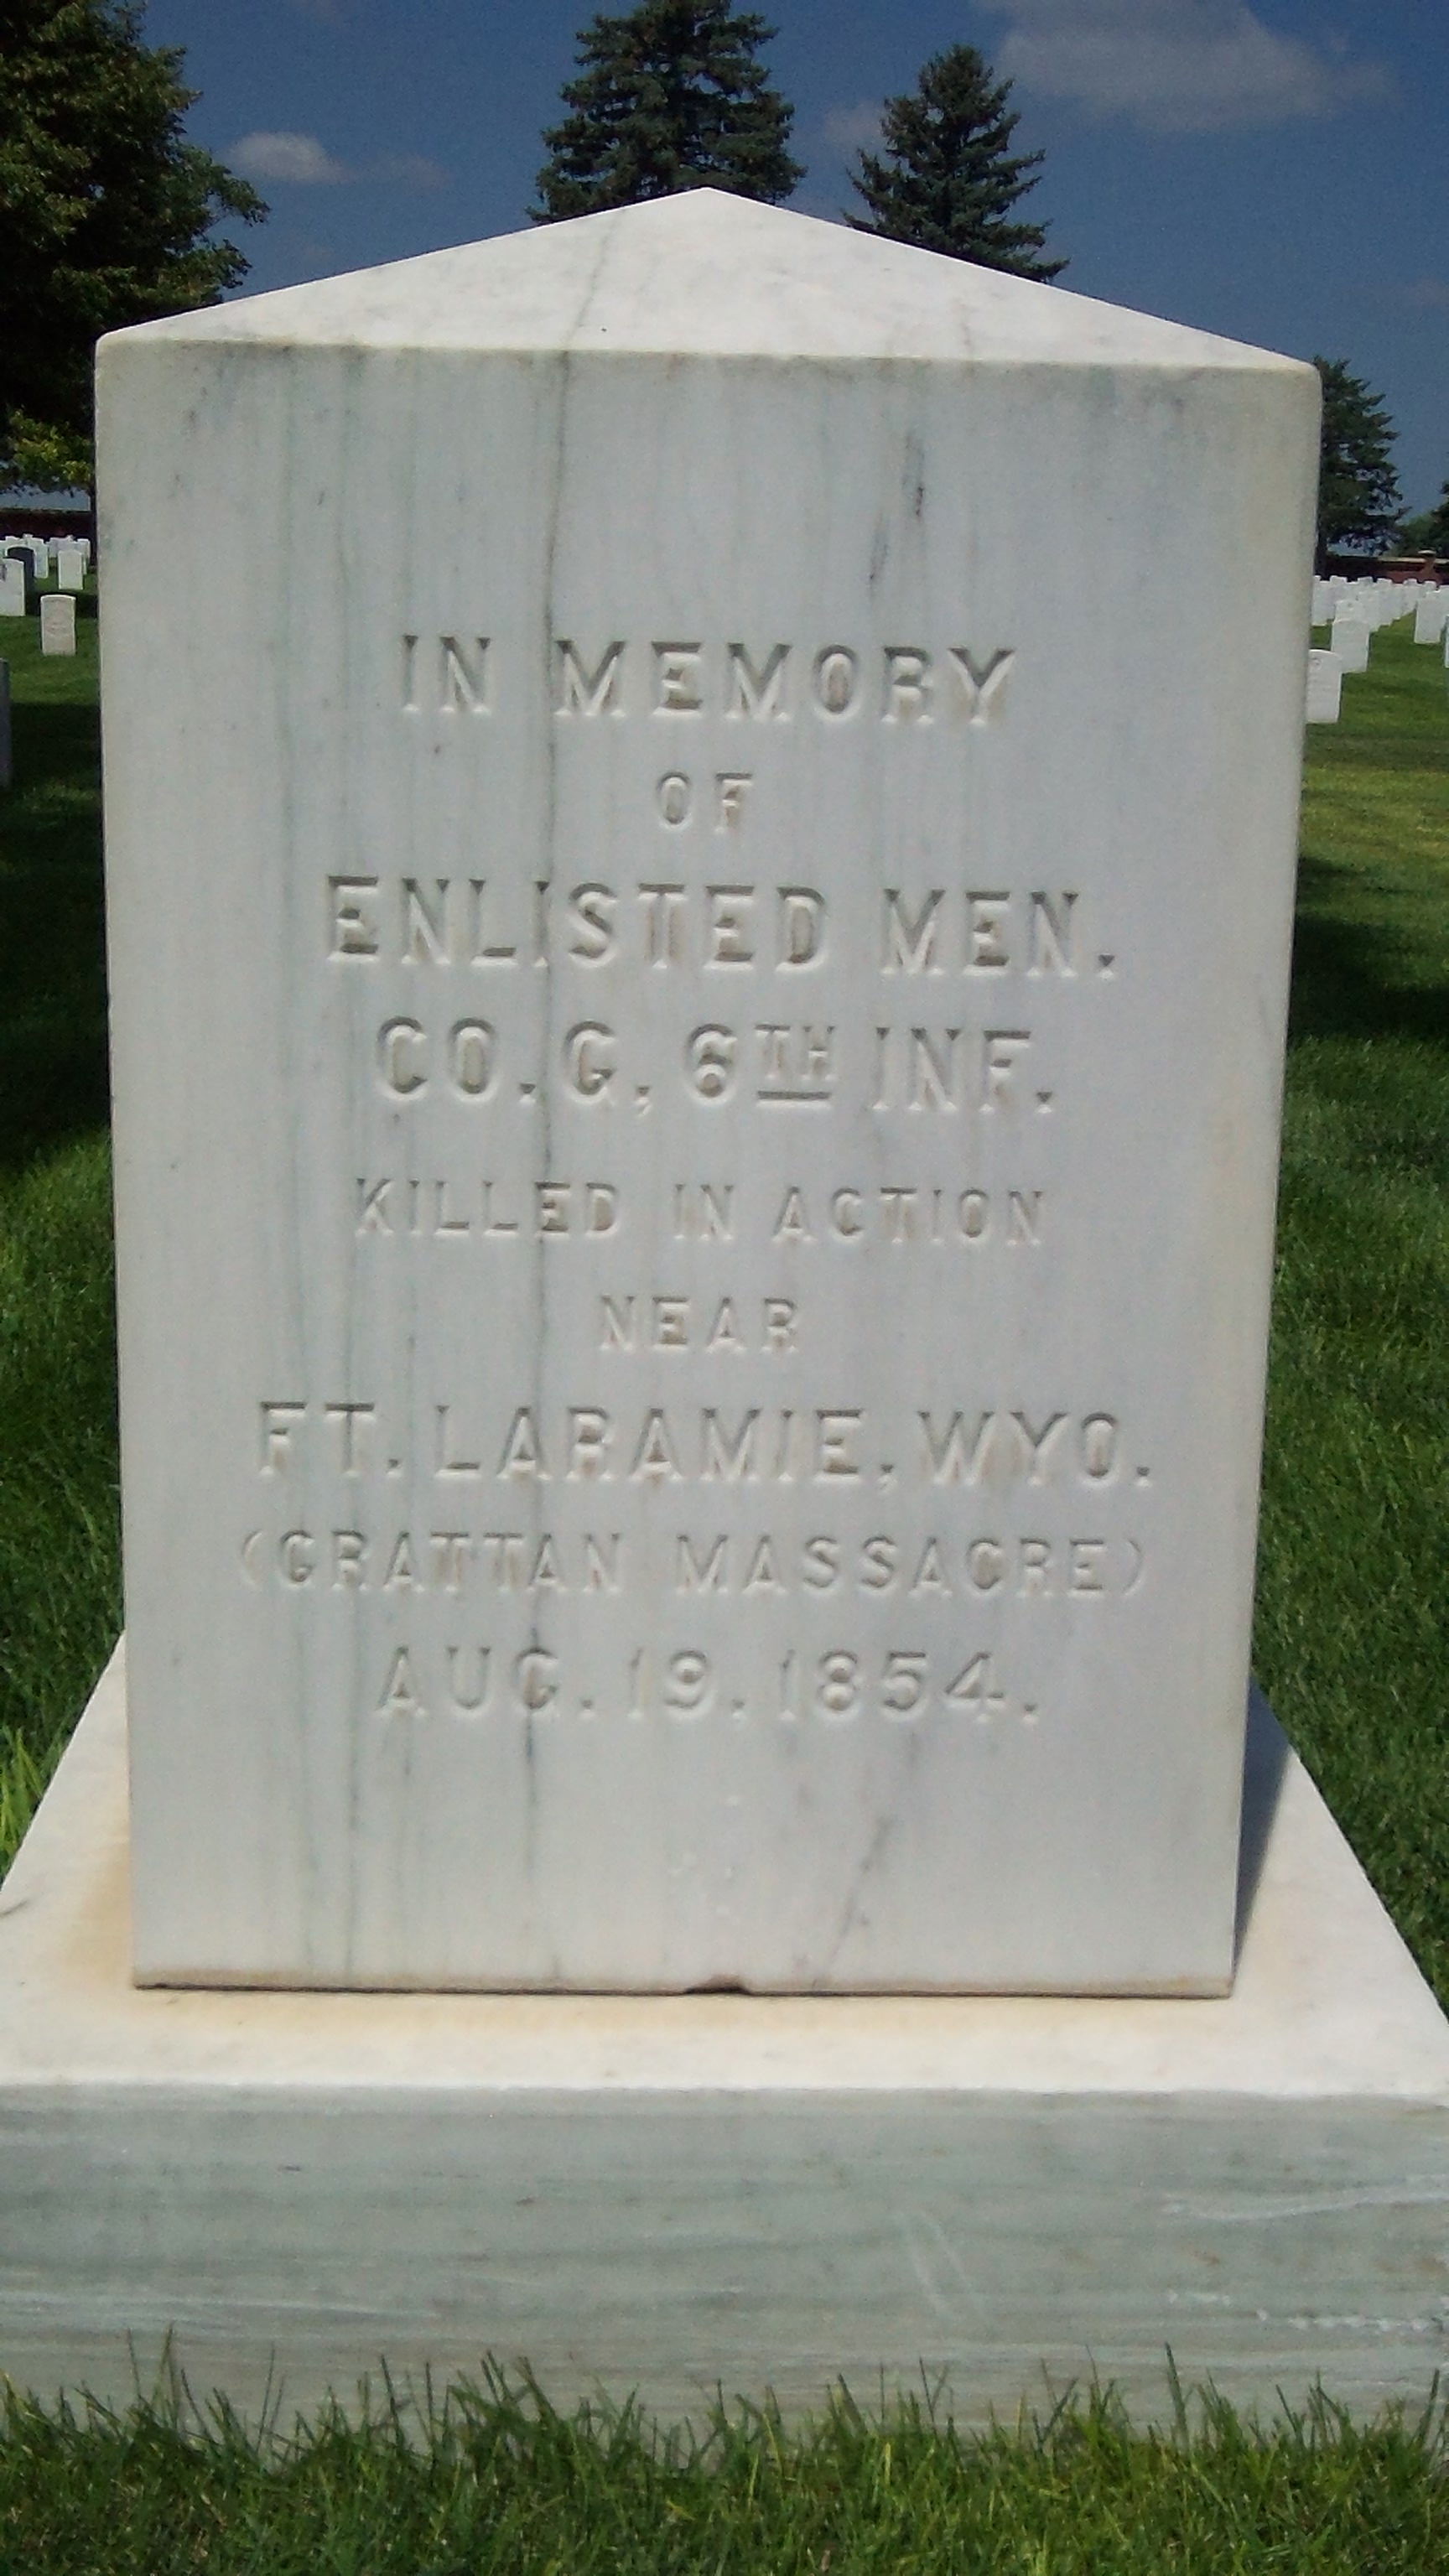 IN MEMORY
OF
ENLISTED MEN.
CO. G, 6TH INF.
KILLED IN ACTION
NEAR
FT. LARAMIE, WYO.
(GRATTAN MASSACRE)
AUG. 19, 1854.